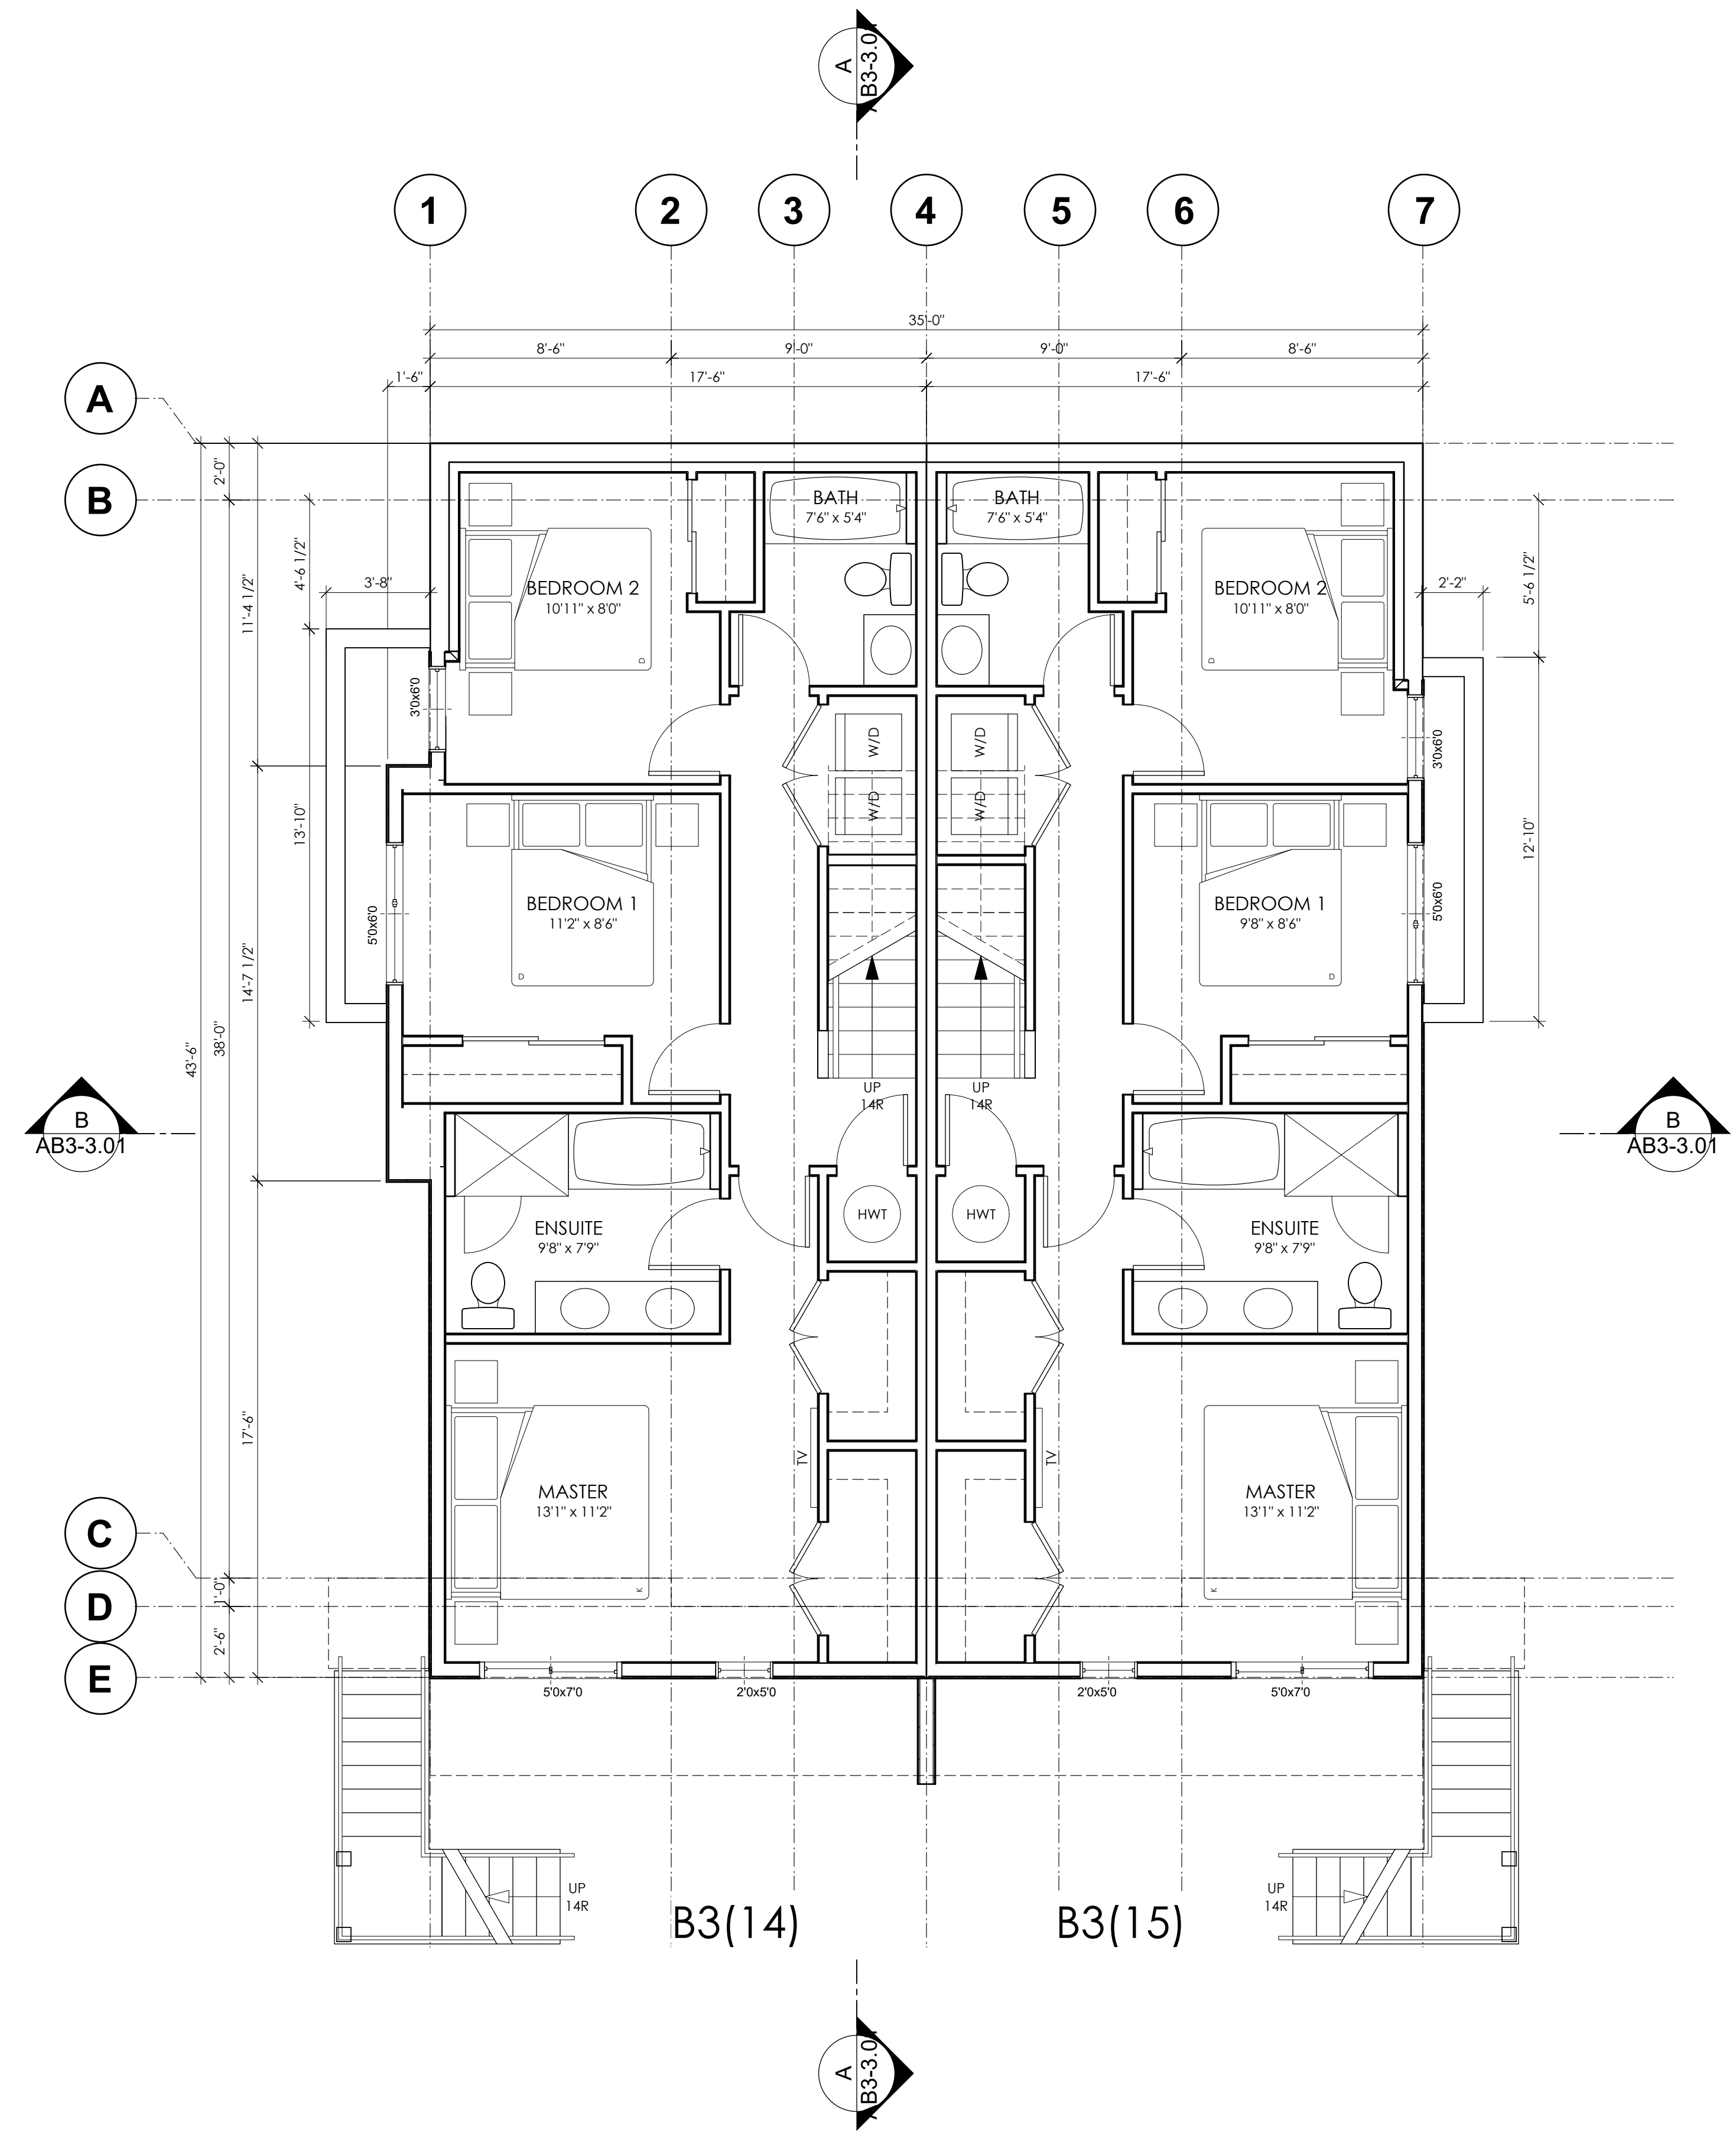 A
AB3-3.01
1
2
3
4
5
6
7
35'-0"
8'-6"
9'-0"
9'-0"
8'-6"
1'-6"
17'-6"
17'-6"
A
B
2'-0"
BATH
7'6" x 5'4"
BATH
7'6" x 5'4"
4'-6 1/2"
11'-4 1/2"
3'-8"
BEDROOM 2
10'11" x 8'0"
BEDROOM 2
10'11" x 8'0"
2'-2"
5'-6 1/2"
D
D
3'0x6'0
3'0x6'0
W/D
W/D
W/D
W/D
13'-10"
12'-10"
BEDROOM 1
11'2" x 8'6"
BEDROOM 1
9'8" x 8'6"
5'0x6'0
5'0x6'0
D
D
14'-7 1/2"
38'-0"
43'-6"
UP
14R
UP
14R
B
AB3-3.01
B
AB3-3.01
HWT
HWT
ENSUITE
9'8" x 7'9"
ENSUITE
9'8" x 7'9"
17'-6"
TV
TV
MASTER
13'1" x 11'2"
MASTER
13'1" x 11'2"
K
K
C
1'-0"
D
2'-6"
E
5'0x7'0
2'0x5'0
2'0x5'0
5'0x7'0
UP
14R
UP
14R
B3(14)
B3(15)
A
AB3-3.01